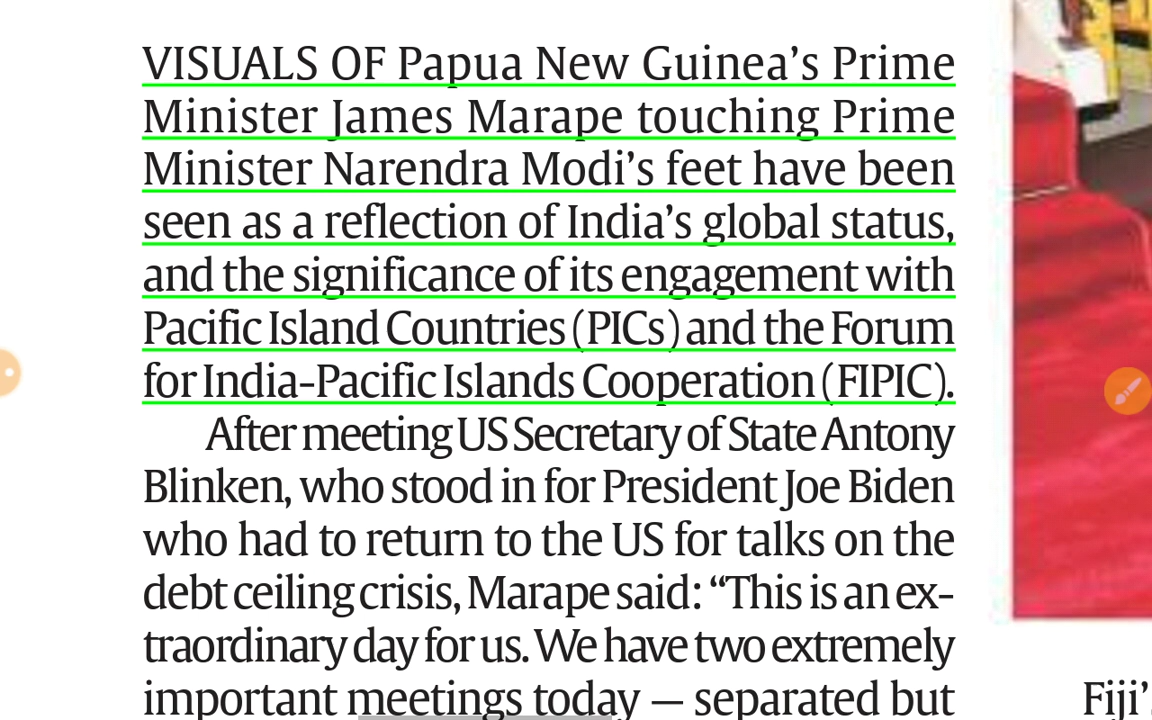 VISUALS OF Papua New Guinea’s Prime
Minister James Marape touching Prime
Minister Narendra Modi’s feet have been
seen as a reflection of India’s global status,
and the significance of its engagement with
Pacific Island Countries (PICs) and the Forum
for India-Pacific Islands Cooperation (FIPIC).
After meeting US Secretary of State Antony
Blinken, who stood in for President Joe Biden
who had to return to the US for talks on the
debt ceiling crisis, Marape said: “This is an ex-
traordinary day for us. We have two extremely
important meetings today — separated but
Fiji’